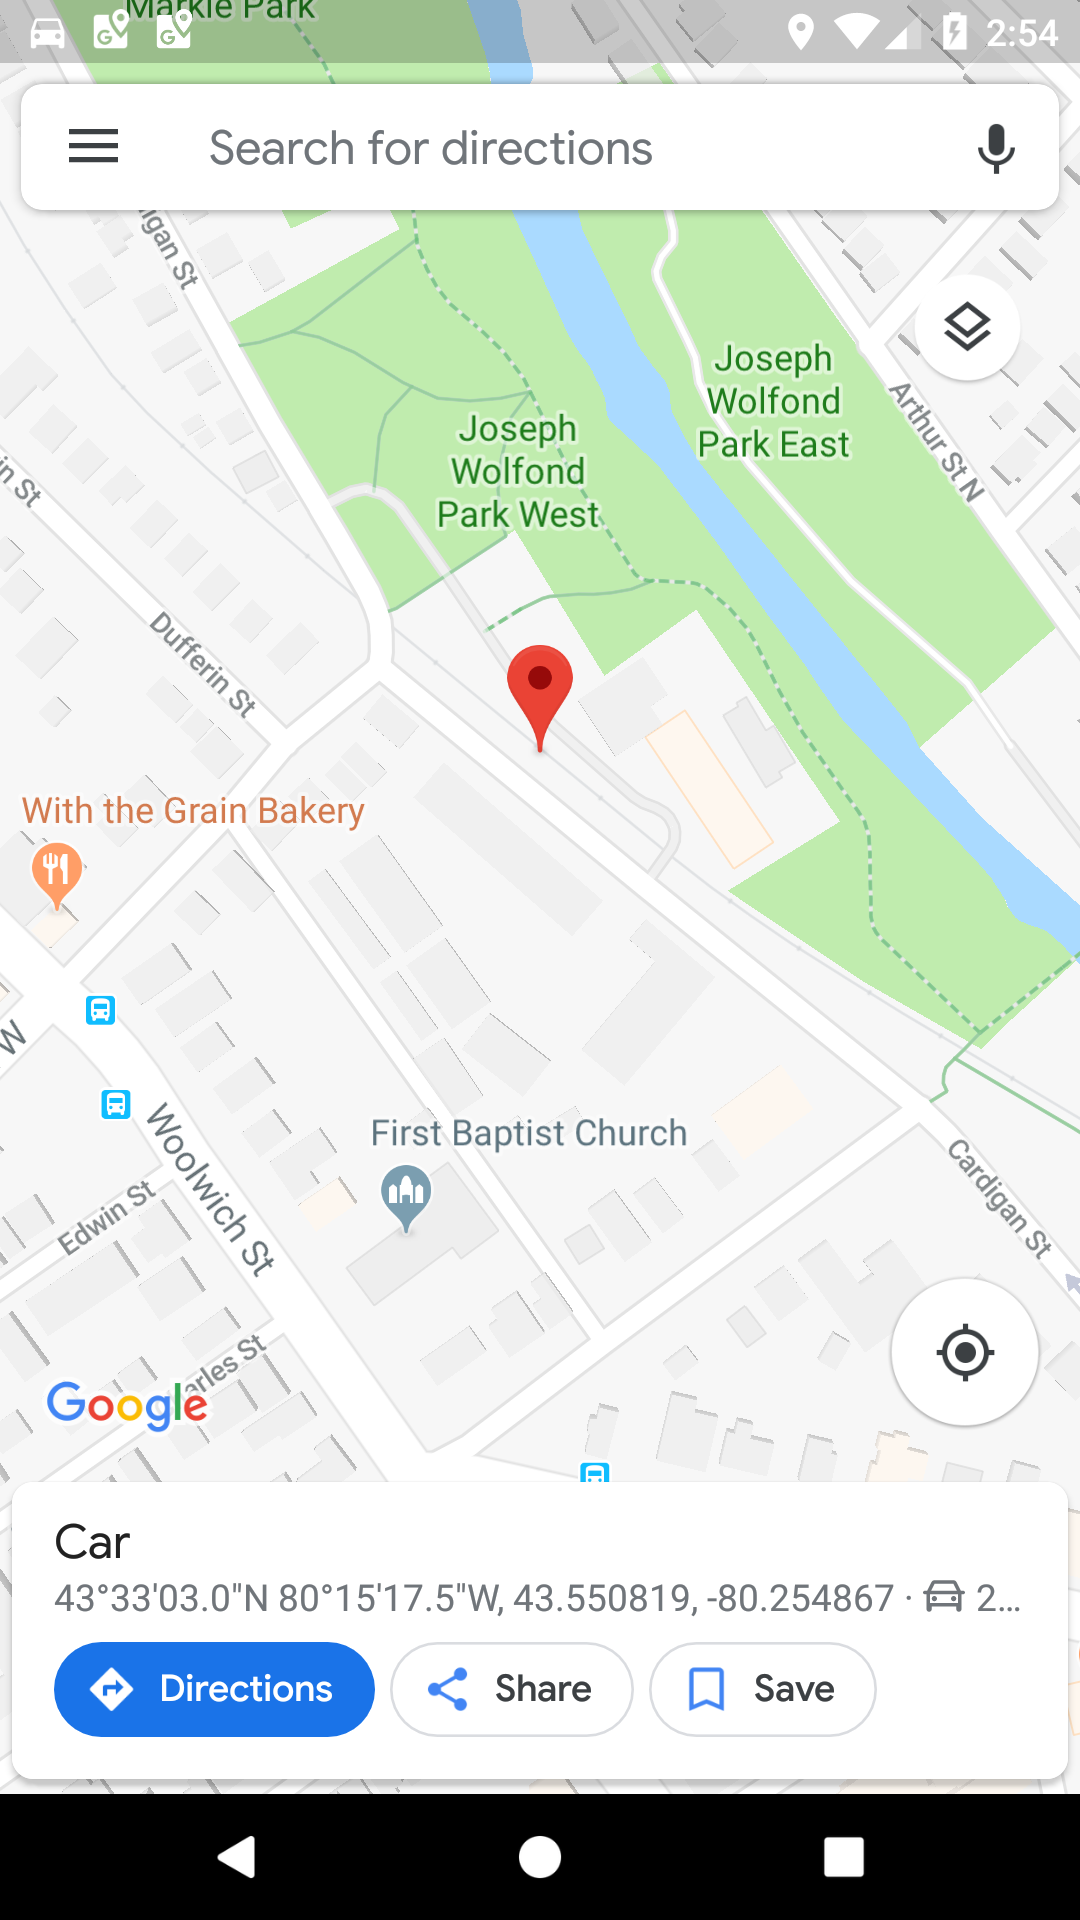 Markle Park
2:54
Search for directions
igan St
Joseph
Wolfond
Park East
Joseph
Wolfond
Park West
Arthur St N
in St
Dufferin St
With the Grain Bakery
W
First Baptist Church
Woolwich St
Edwin St
Cardigan St
arles St
Google
Car
43°33'03.0"N 80°15'17.5"W, 43.550819, -80.254867 · 2...
Directions
Share
Save